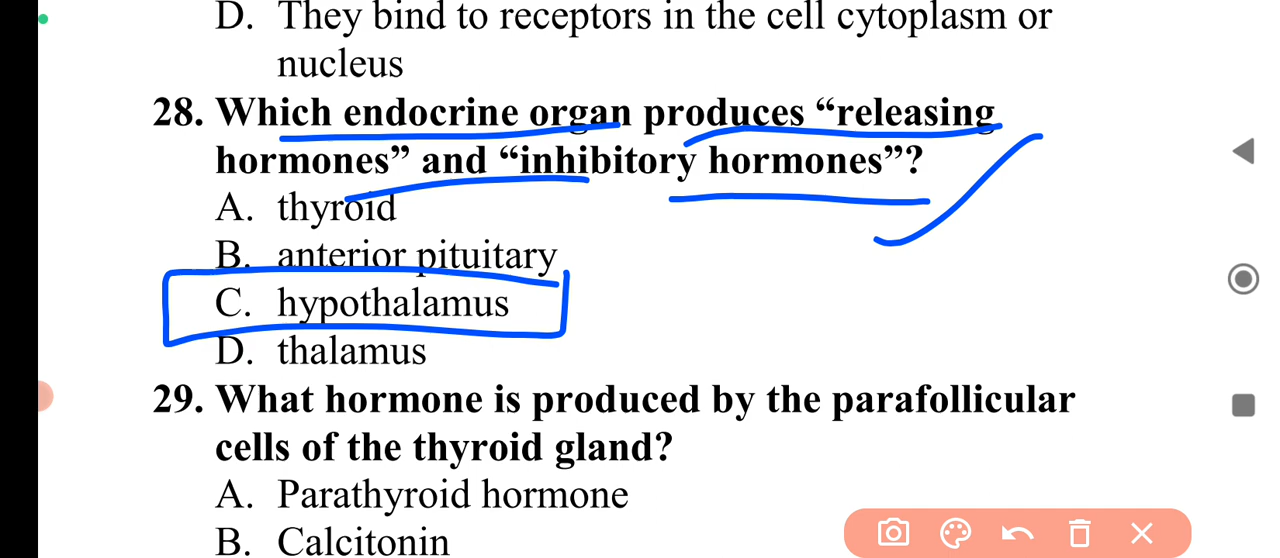 D. They bind to receptors in the cell cytoplasm or
nucleus
28. Which endocrine organ produces “releasing
hormones” and “inhibitory hormones”?
A. thyroid
B. anterior pituitary
C. hypothalamus
D. thalamus
29. What hormone is produced by the parafollicular
cells of the thyroid gland?
A. Parathyroid hormone
B. Calcitonin